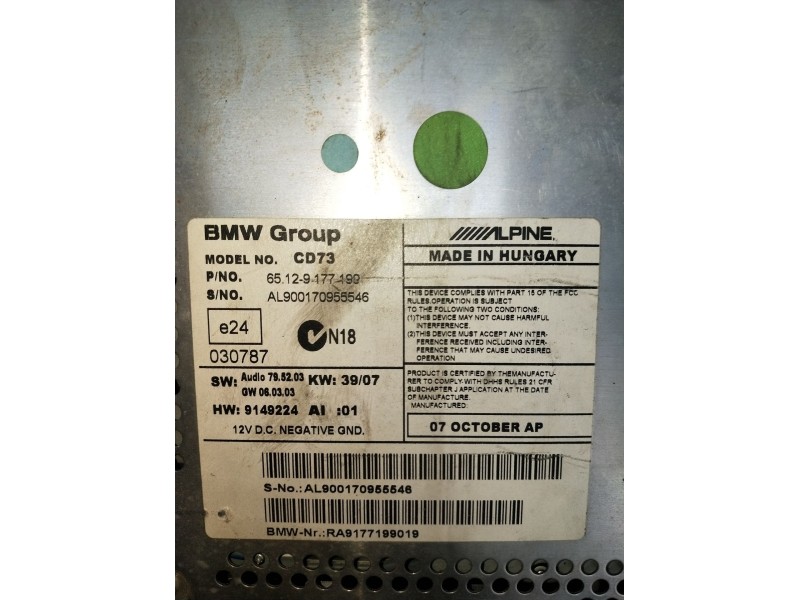 BMW Group
MODEL NO. CD73
P/NO. 65.12-9 177 199
S/NO. AL900170955546
e24
030787
N18
SW: Audio 79.52.03 KW: 39/07
GW 06.03.03
HW: 9149224 AI :01
12V D.C. NEGATIVE GND.
ALPINE
MADE IN HUNGARY
THIS DEVICE COMPLIES WITH PART 15 OF THE FCC
RULES.OPERATION IS SUBJECT
TO THE FOLLOWING TWO CONDITIONS:
(1)THIS DEVICE MAY NOT CAUSE HARMFUL
INTERFERENCE.
(2)THIS DEVICE MUST ACCEPT ANY INTER-
FERENCE RECEIVED INCLUDING INTER-
FERENCE THAT MAY CAUSE UNDESIRED
OPERATION
PRODUCT IS CERTIFIED BY THEMANUFACTU-
RER TO COMPLY WITH DHHS RULES 21 CFR
SUBCHAPTER J APPLICATION AT THE DATE
OF MANUFACTURE.
MANUFACTURED:
07 OCTOBER AP
S-No.:AL900170955546
BMW-Nr.:RA9177199019